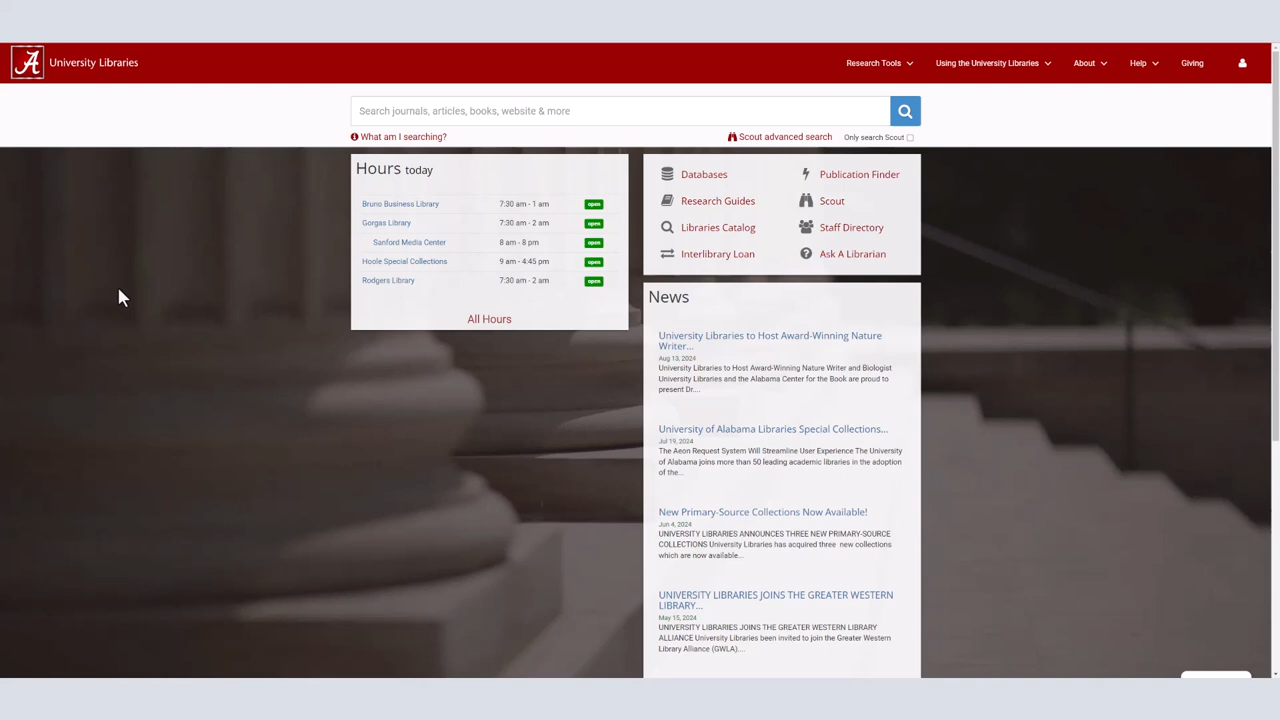 A University Libraries
Research Tools Using the University Libraries About Help Giving
Search journals, articles, books, website & more
What am I searching? Scout advanced search Only search Scout
Hours today
Bruno Business Library 7:30 am - 1 am open
Gorgas Library 7:30 am - 2 am open
Sanford Media Center 8 am - 8 pm open
Hoole Special Collections 9 am - 4:45 pm open
Rodgers Library 7:30 am - 2 am open
All Hours
Databases Publication Finder
Research Guides Scout
Libraries Catalog Staff Directory
Interlibrary Loan Ask A Librarian
News
University Libraries to Host Award-Winning Nature
Writer...
Aug 13, 2024
University Libraries to Host Award-Winning Nature Writer and Biologist
University Libraries and the Alabama Center for the Book are proud to
present Dr....
University of Alabama Libraries Special Collections...
Jul 19, 2024
The Aeon Request System Will Streamline User Experience The University
of Alabama joins more than 50 leading academic libraries in the adoption
of the...
New Primary-Source Collections Now Available!
Jun 4, 2024
UNIVERSITY LIBRARIES ANNOUNCES THREE NEW PRIMARY-SOURCE
COLLECTIONS University Libraries has acquired three new collections
which are now available...
UNIVERSITY LIBRARIES JOINS THE GREATER WESTERN
LIBRARY...
May 15, 2024
UNIVERSITY LIBRARIES JOINS THE GREATER WESTERN LIBRARY
ALLIANCE University Libraries been invited to join the Greater Western
Library Alliance (GWLA)....